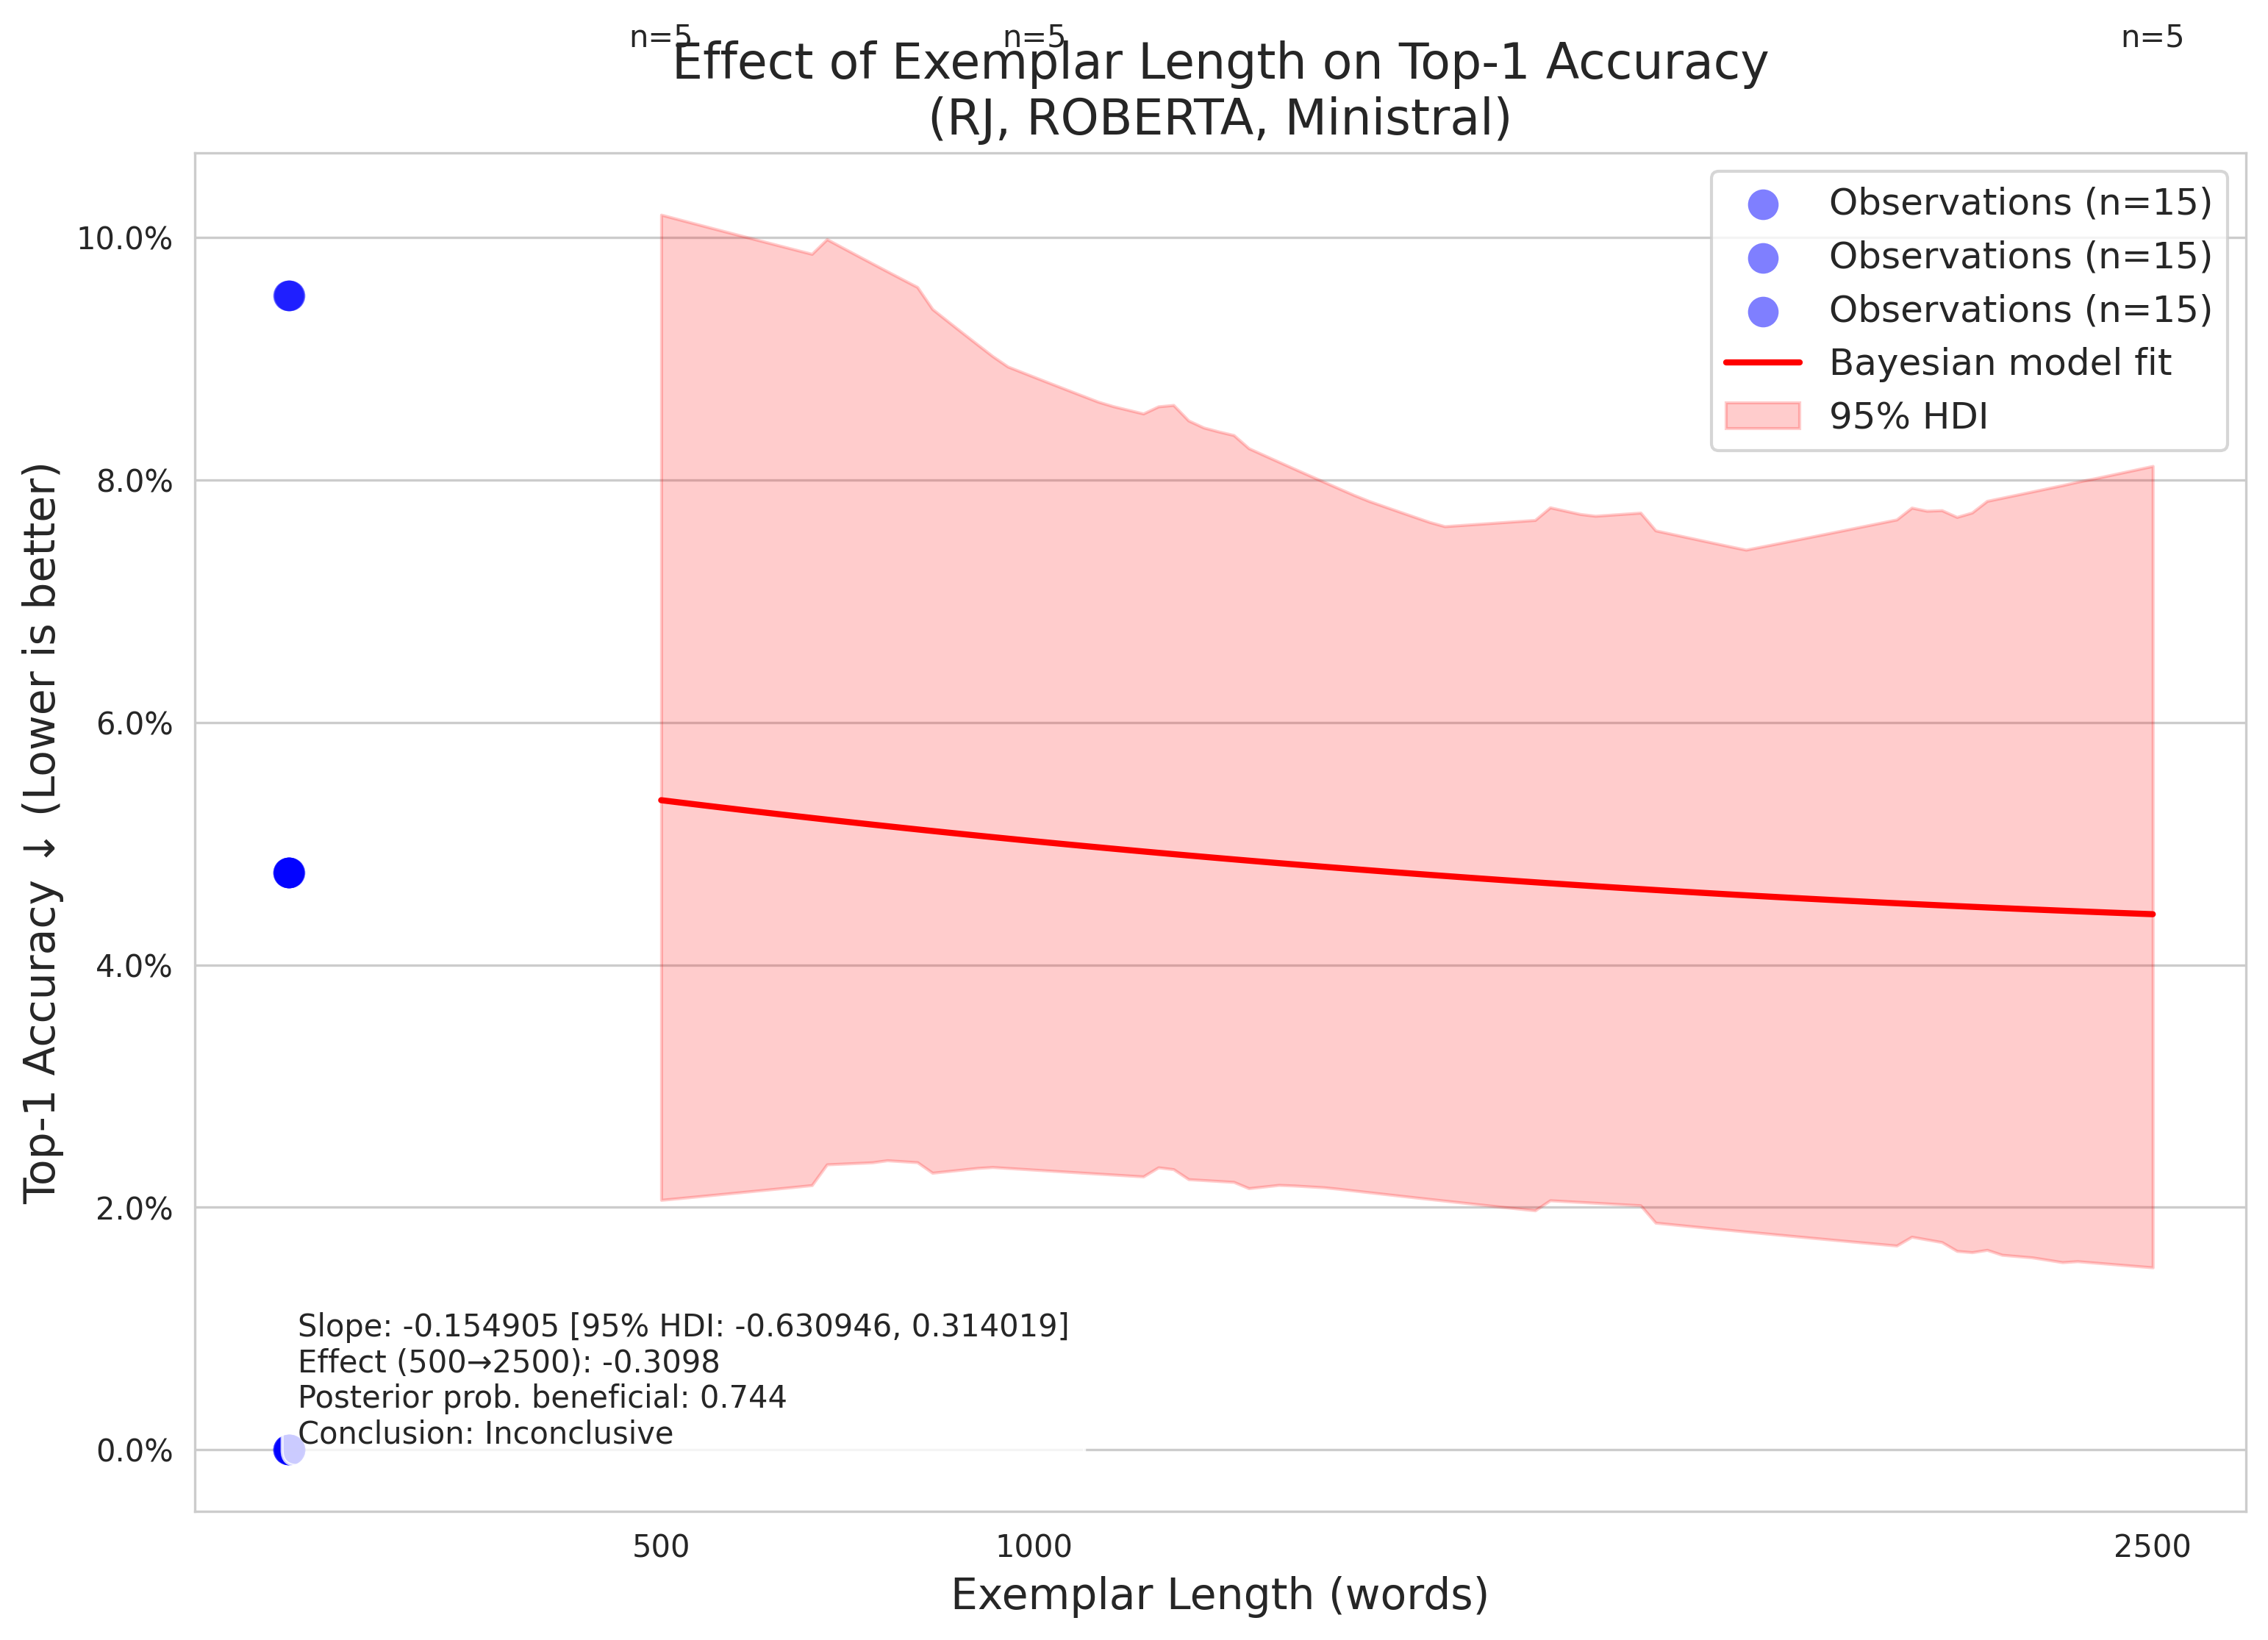 n=5
n=5
n=5
Effect of Exemplar Length on Top-1 Accuracy
(RJ, ROBERTA, Ministral)
Observations (n=15)
Observations (n=15)
Observations (n=15)
Bayesian model fit
95% HDI
Top-1 Accuracy ↓ (Lower is better)
10.0%
8.0%
6.0%
4.0%
2.0%
0.0%
Slope: -0.154905 [95% HDI: -0.630946, 0.314019]
Effect (500→2500): -0.3098
Posterior prob. beneficial: 0.744
Conclusion: Inconclusive
500
1000
2500
Exemplar Length (words)